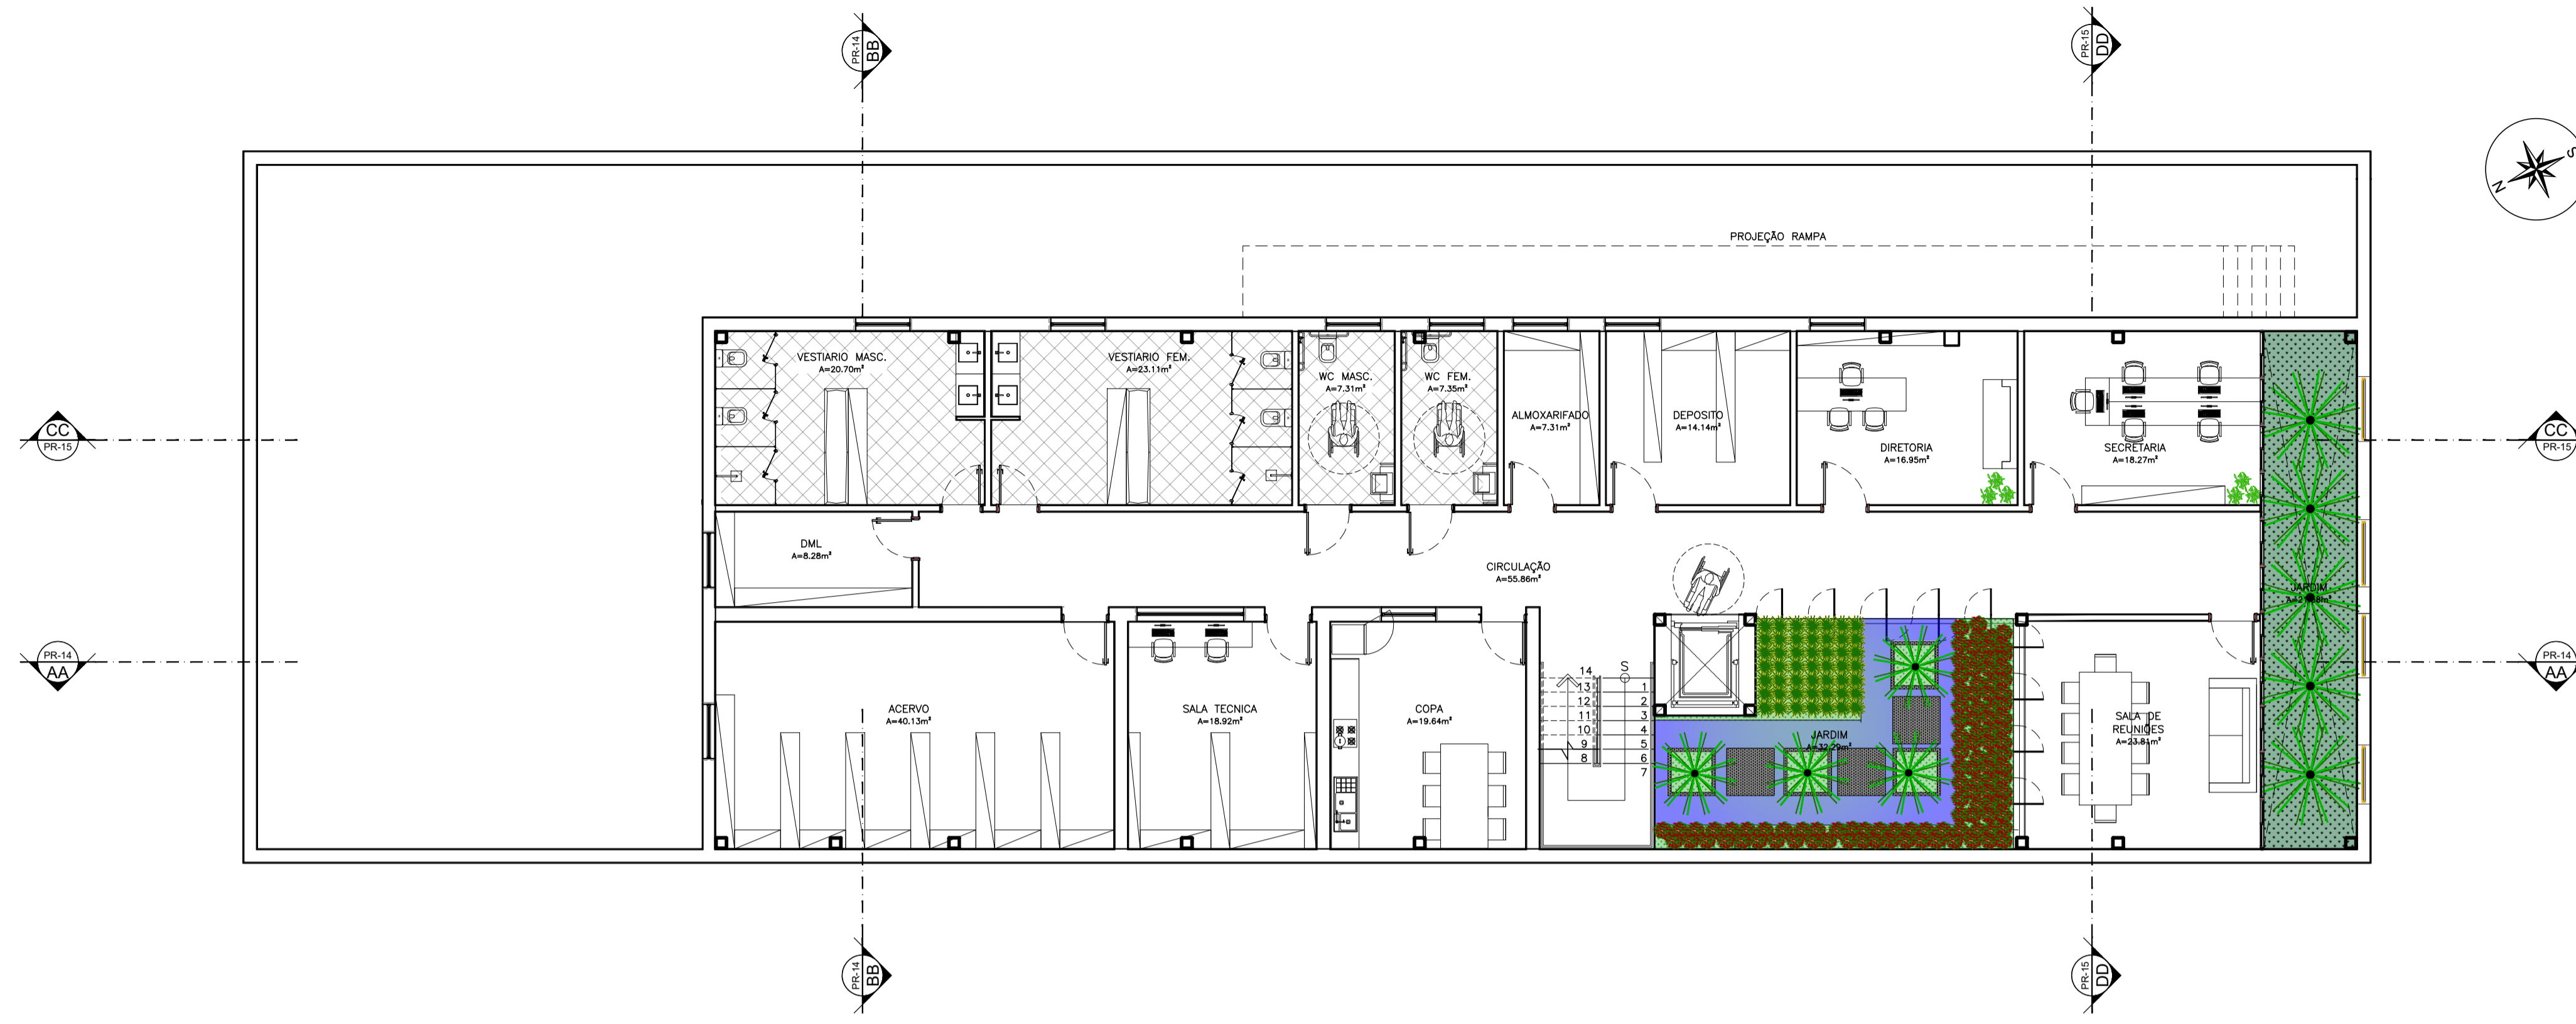 PR-14
BB
PR-15
DD
S
N
PROJEÇÃO RAMPA
VESTIARIO MASC.
A=20.70m²
VESTIARIO FEM.
A=23.11m²
WC MASC.
A=7.31m²
WC FEM.
A=7.35m²
ALMOXARIFADO
A=7.31m²
DEPOSITO
A=14.14m²
DIRETORIA
A=16.95m²
SECRETARIA
A=18.27m²
CC
PR-15
CC
PR-15
DML
A=8.28m²
CIRCULAÇÃO
A=55.86m²
JARDIM
PR-14
AA
PR-14
AA
ACERVO
A=40.13m²
SALA TECNICA
A=18.92m²
COPA
A=19.64m²
S
14
13
12
11
10
9
8
1
2
3
4
5
6
7
JARDIM
A=32.29m²
SALA DE
REUNIÕES
A=23.81m²
PR-14
BB
PR-15
DD